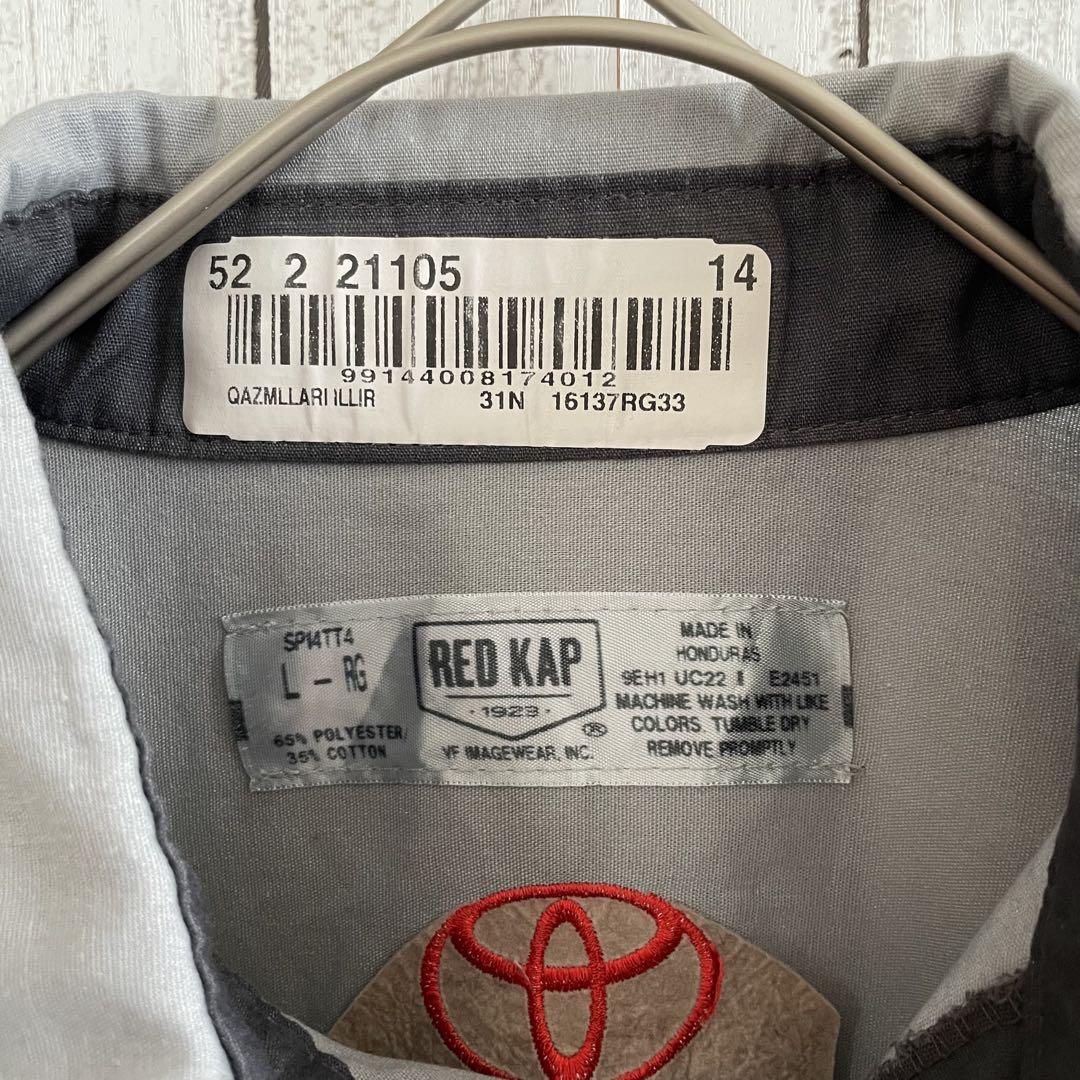 52 2 21105 14
99144008174012
QAZMLLARI ILLIR 31N 16137RG33
SP14TT4
L - RG
65% POLYESTER
35% COTTON
RED KAP
· 1923 ·
®
VF IMAGEWEAR, INC.
MADE IN
HONDURAS
9EH1 UC22 E2451
MACHINE WASH WITH LIKE
COLORS. TUMBLE DRY
REMOVE PROMPTLY